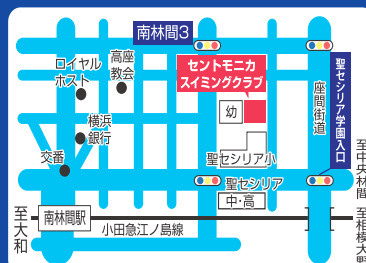 南林間3
ロイヤル
ホスト
高座
教会
セントモニカ
スイミングクラブ
座間街道
聖セシリア学園入口
幼
横浜
銀行
交番
聖セシリア小
聖セシリア
中・高
至中央林間
至大和
南林間駅
小田急江ノ島線
至相模大野